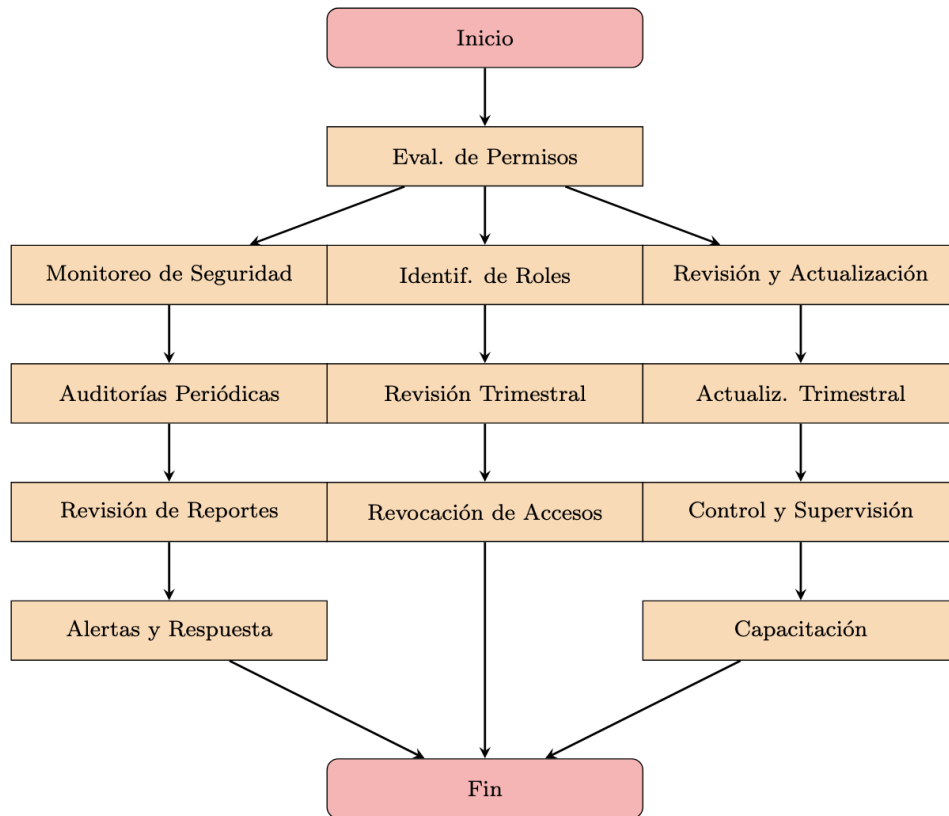 Inicio
Eval. de Permisos
Monitoreo de Seguridad
Identif. de Roles
Revisión y Actualización
Auditorías Periódicas
Revisión Trimestral
Actualiz. Trimestral
Revisión de Reportes
Revocación de Accesos
Control y Supervisión
Alertas y Respuesta
Capacitación
Fin